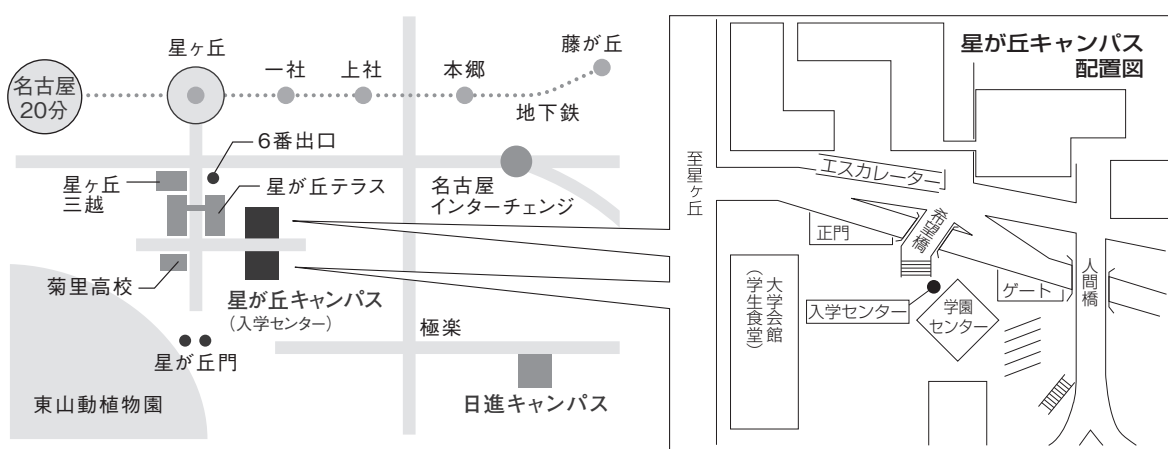 名古屋
20分
星ヶ丘
一社
上社
本郷
藤が丘
地下鉄
6番出口
星ヶ丘
三越
星が丘テラス
名古屋
インターチェンジ
菊里高校
星が丘キャンパス
(入学センター)
極楽
星が丘門
東山動植物園
日進キャンパス
星が丘キャンパス
配置図
至星ヶ丘
エスカレーター
正門
希望橋
人間橋
ゲート
入学センター
学園
センター
大学会館
(学生食堂)